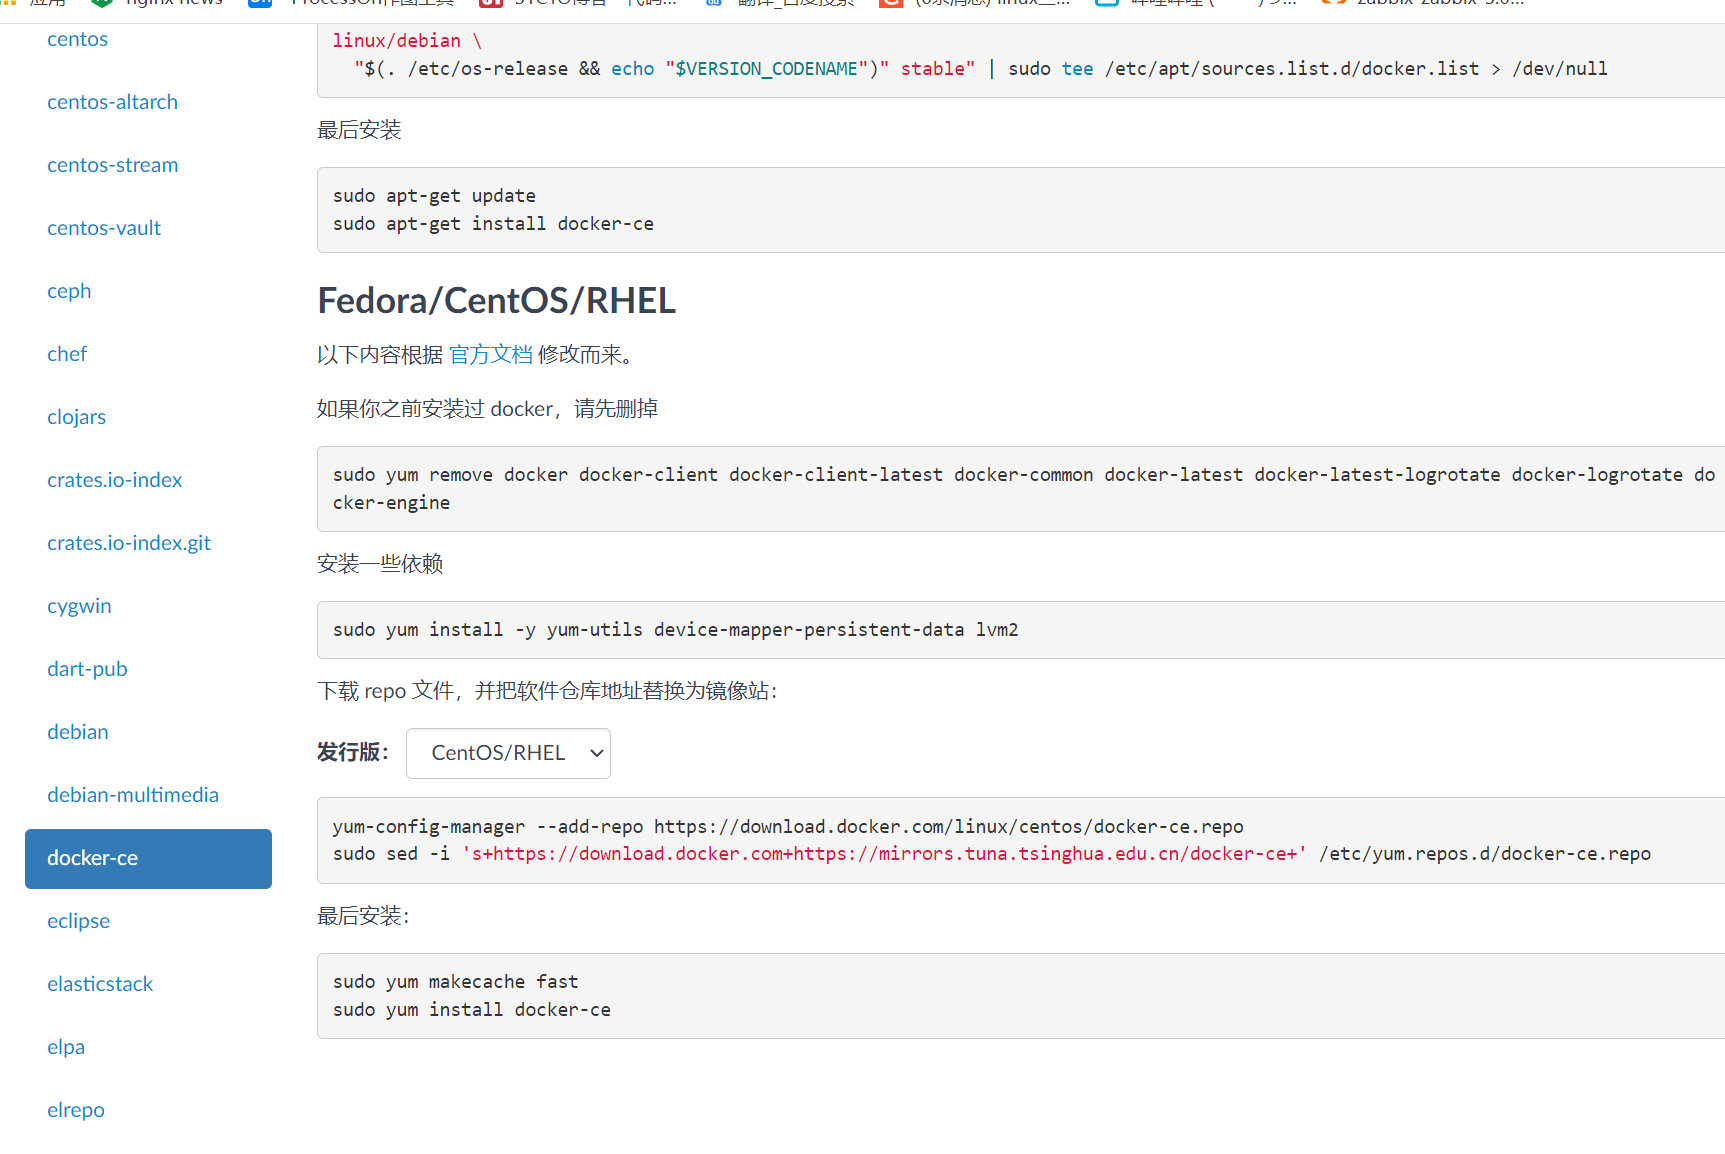 centos
centos-altarch
centos-stream
centos-vault
ceph
chef
clojars
crates.io-index
crates.io-index.git
cygwin
dart-pub
debian
debian-multimedia
docker-ce
eclipse
elasticstack
elpa
elrepo
linux/debian \
"$(. /etc/os-release && echo "$VERSION_CODENAME")" stable" | sudo tee /etc/apt/sources.list.d/docker.list > /dev/null
最后安装
sudo apt-get update
sudo apt-get install docker-ce
Fedora/CentOS/RHEL
以下内容根据 官方文档 修改而来。
如果你之前安装过 docker，请先删掉
sudo yum remove docker docker-client docker-client-latest docker-common docker-latest docker-latest-logrotate docker-logrotate do
cker-engine
安装一些依赖
sudo yum install -y yum-utils device-mapper-persistent-data lvm2
下载 repo 文件，并把软件仓库地址替换为镜像站：
发行版： CentOS/RHEL
yum-config-manager --add-repo https://download.docker.com/linux/centos/docker-ce.repo
sudo sed -i 's+https://download.docker.com+https://mirrors.tuna.tsinghua.edu.cn/docker-ce+' /etc/yum.repos.d/docker-ce.repo
最后安装：
sudo yum makecache fast
sudo yum install docker-ce